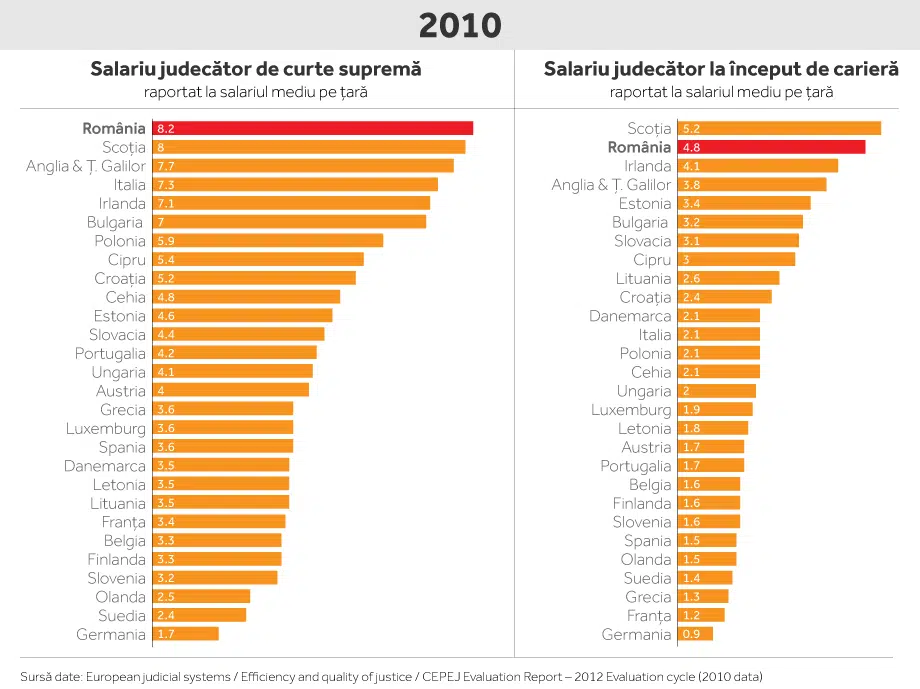 2010
Salariu judecător de curte supremă
raportat la salariul mediu pe țară
România 8.2
Scoția 8
Anglia & Ț. Galilor 7.7
Italia 7.3
Irlanda 7.1
Bulgaria 7
Polonia 5.9
Cipru 5.4
Croația 5.2
Cehia 4.8
Estonia 4.6
Slovacia 4.4
Portugalia 4.2
Ungaria 4.1
Austria 4
Grecia 3.6
Luxemburg 3.6
Spania 3.6
Danemarca 3.5
Letonia 3.5
Lituania 3.5
Franța 3.4
Belgia 3.3
Finlanda 3.3
Slovenia 3.2
Olanda 2.5
Suedia 2.4
Germania 1.7
Salariu judecător la început de carieră
raportat la salariul mediu pe țară
Scoția 5.2
România 4.8
Irlanda 4.1
Anglia & Ț. Galilor 3.8
Estonia 3.4
Bulgaria 3.2
Slovacia 3.1
Cipru 3
Lituania 2.6
Croația 2.4
Danemarca 2.1
Italia 2.1
Polonia 2.1
Cehia 2.1
Ungaria 2
Luxemburg 1.9
Letonia 1.8
Austria 1.7
Portugalia 1.7
Belgia 1.6
Finlanda 1.6
Slovenia 1.6
Spania 1.5
Olanda 1.5
Suedia 1.4
Grecia 1.3
Franța 1.2
Germania 0.9
Sursă date: European judicial systems / Efficiency and quality of justice / CEPEJ Evaluation Report – 2012 Evaluation cycle (2010 data)